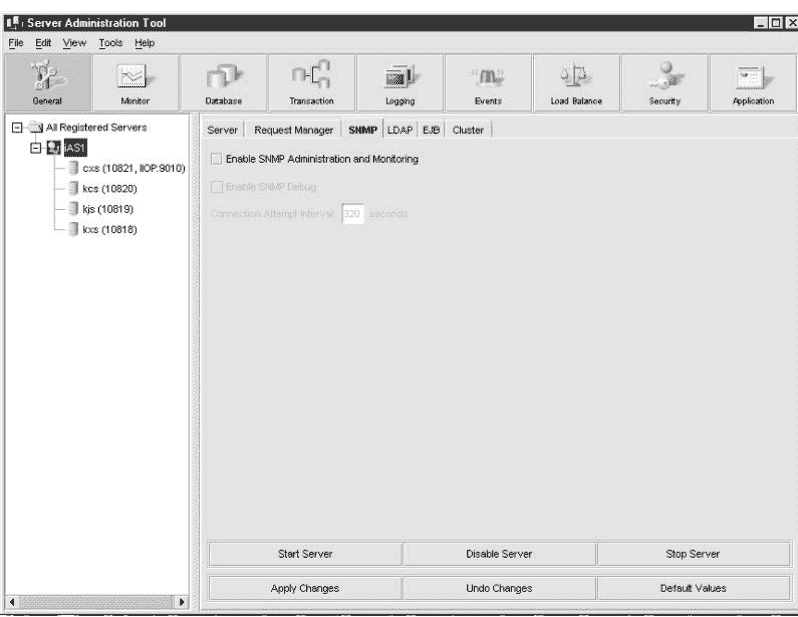 Server Administration Tool
File Edit View Tools Help
General Monitor Database Transaction Logging Events Load Balance Security Application
All Registered Servers
iAS1
cxs (10821, IIOP:9010)
kcs (10820)
kjs (10819)
kxs (10818)
Server Request Manager SNMP LDAP EJB Cluster
Enable SNMP Administration and Monitoring
Enable SNMP Debug
Connection Attempt Interval 320 seconds
Start Server Disable Server Stop Server
Apply Changes Undo Changes Default Values